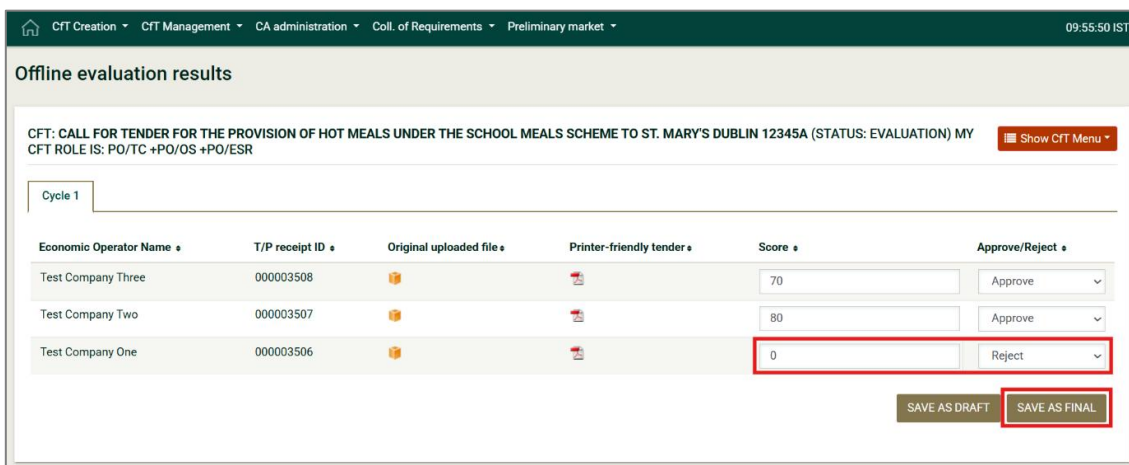 CfT Creation CfT Management CA administration Coll. of Requirements Preliminary market 09:55:50 IST
Offline evaluation results
CFT: CALL FOR TENDER FOR THE PROVISION OF HOT MEALS UNDER THE SCHOOL MEALS SCHEME TO ST. MARY'S DUBLIN 12345A (STATUS: EVALUATION) MY
CFT ROLE IS: PO/TC +PO/OS +PO/ESR
Show CfT Menu
Cycle 1
Economic Operator Name T/P receipt ID Original uploaded file Printer-friendly tender Score Approve/Reject
Test Company Three 000003508 70 Approve
Test Company Two 000003507 80 Approve
Test Company One 000003506 0 Reject
SAVE AS DRAFT SAVE AS FINAL